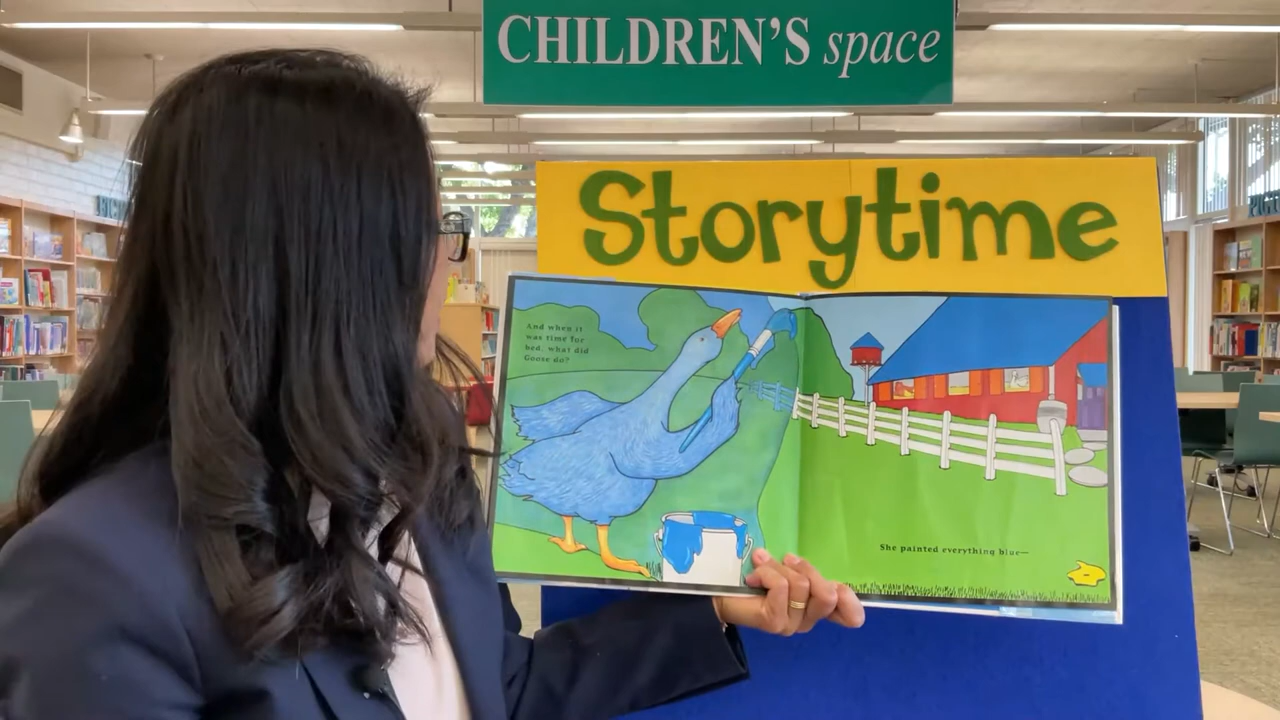 CHILDREN'S space
Storytime
And when it
was time for
bed, what did
Goose do?
She painted everything blue—